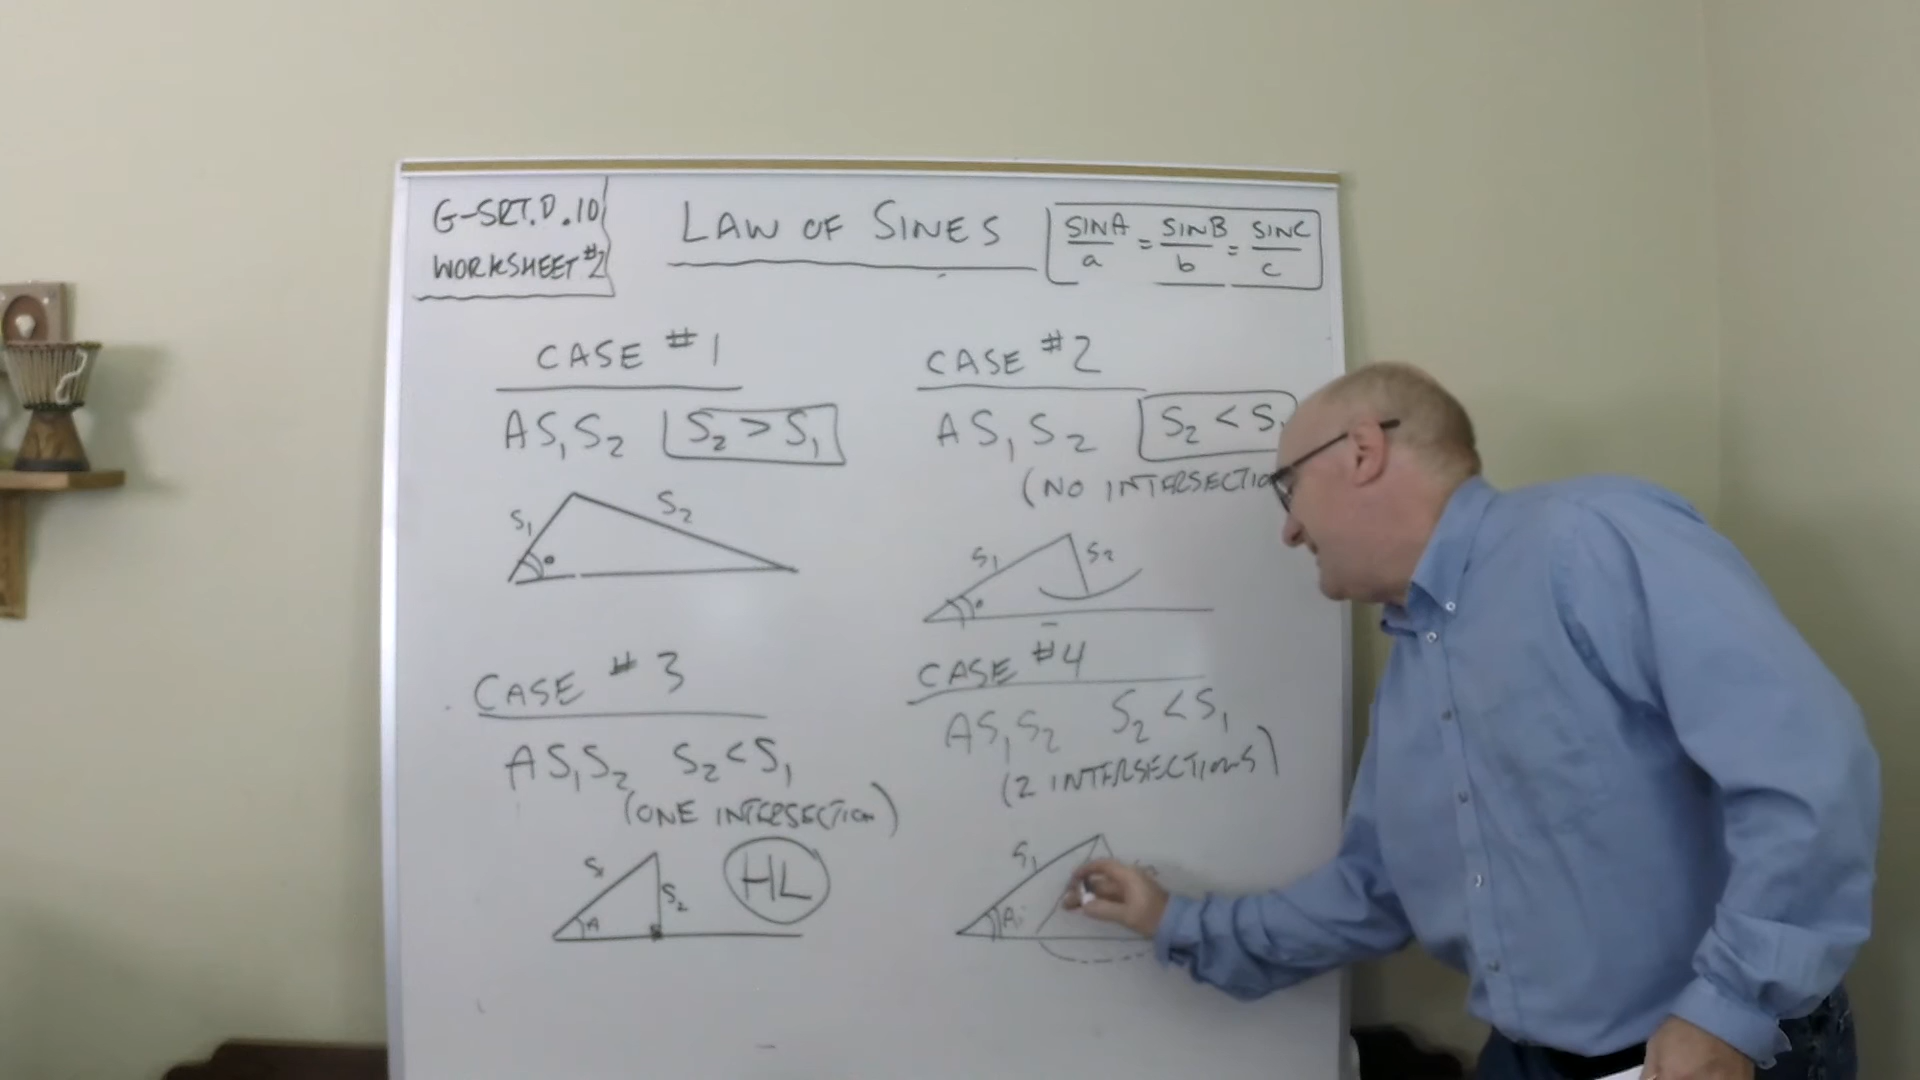 G-SRT.D.10
WORKSHEET #2
LAW OF SINES
SINA/a = SINB/b = SINC/c
CASE #1
AS₁S₂ S₂ > S₁
S₁ S₂
θ
CASE #2
AS₁S₂ S₂ < S₁
(NO
S₁ S₂
θ
CASE #3
AS₁S₂ S₂ < S₁
(ONE INTERSECTION)
S₁ S₂ HL
A
CASE #4
AS₁S₂ S₂ < S₁
(2 INTERSECTIONS)
S₁
A